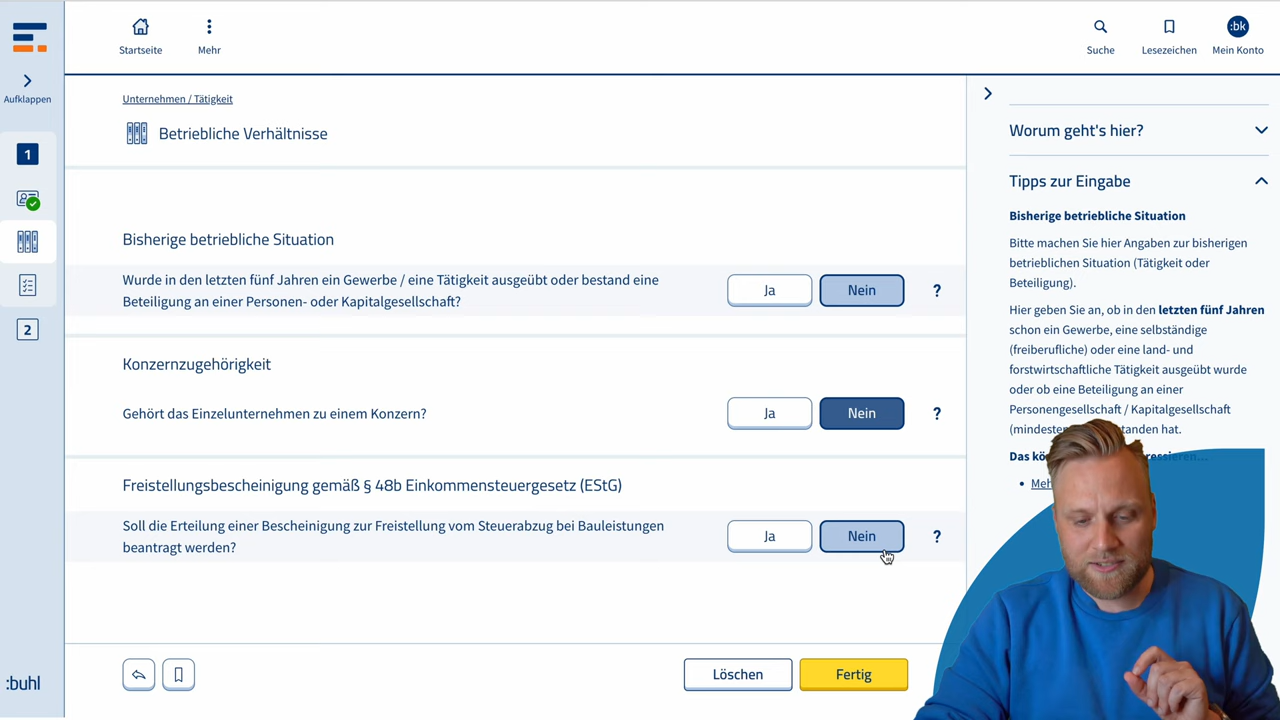 Startseite
Mehr
Suche
Lesezeichen
:bk
Mein Konto
Aufklappen
1
2
:buhl
Unternehmen / Tätigkeit
Betriebliche Verhältnisse
Bisherige betriebliche Situation
Wurde in den letzten fünf Jahren ein Gewerbe / eine Tätigkeit ausgeübt oder bestand eine
Beteiligung an einer Personen- oder Kapitalgesellschaft?
Ja
Nein
?
Konzernzugehörigkeit
Gehört das Einzelunternehmen zu einem Konzern?
Ja
Nein
?
Freistellungsbescheinigung gemäß § 48b Einkommensteuergesetz (EStG)
Soll die Erteilung einer Bescheinigung zur Freistellung vom Steuerabzug bei Bauleistungen
beantragt werden?
Ja
Nein
?
Löschen
Fertig
Worum geht's hier?
Tipps zur Eingabe
Bisherige betriebliche Situation
Bitte machen Sie hier Angaben zur bisherigen
betrieblichen Situation (Tätigkeit oder
Beteiligung).
Hier geben Sie an, ob in den letzten fünf Jahren
schon ein Gewerbe, eine selbständige
(freiberufliche) oder eine land- und
forstwirtschaftliche Tätigkeit ausgeübt wurde
oder ob eine Beteiligung an einer
Personengesellschaft / Kapitalgesellschaft
hat.
Das